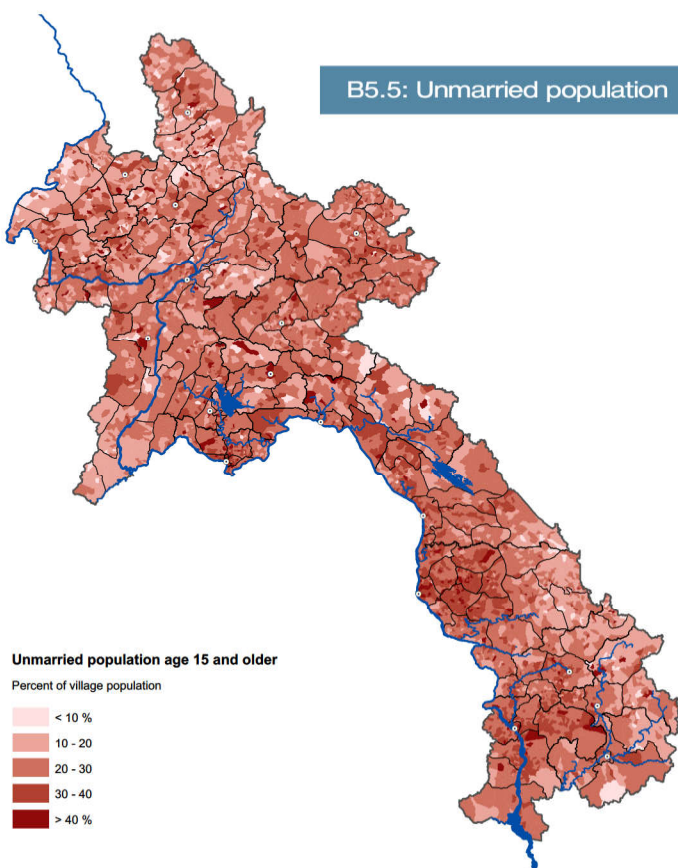 B5.5: Unmarried population
Unmarried population age 15 and older
Percent of village population
< 10 %
10 - 20
20 - 30
30 - 40
> 40 %